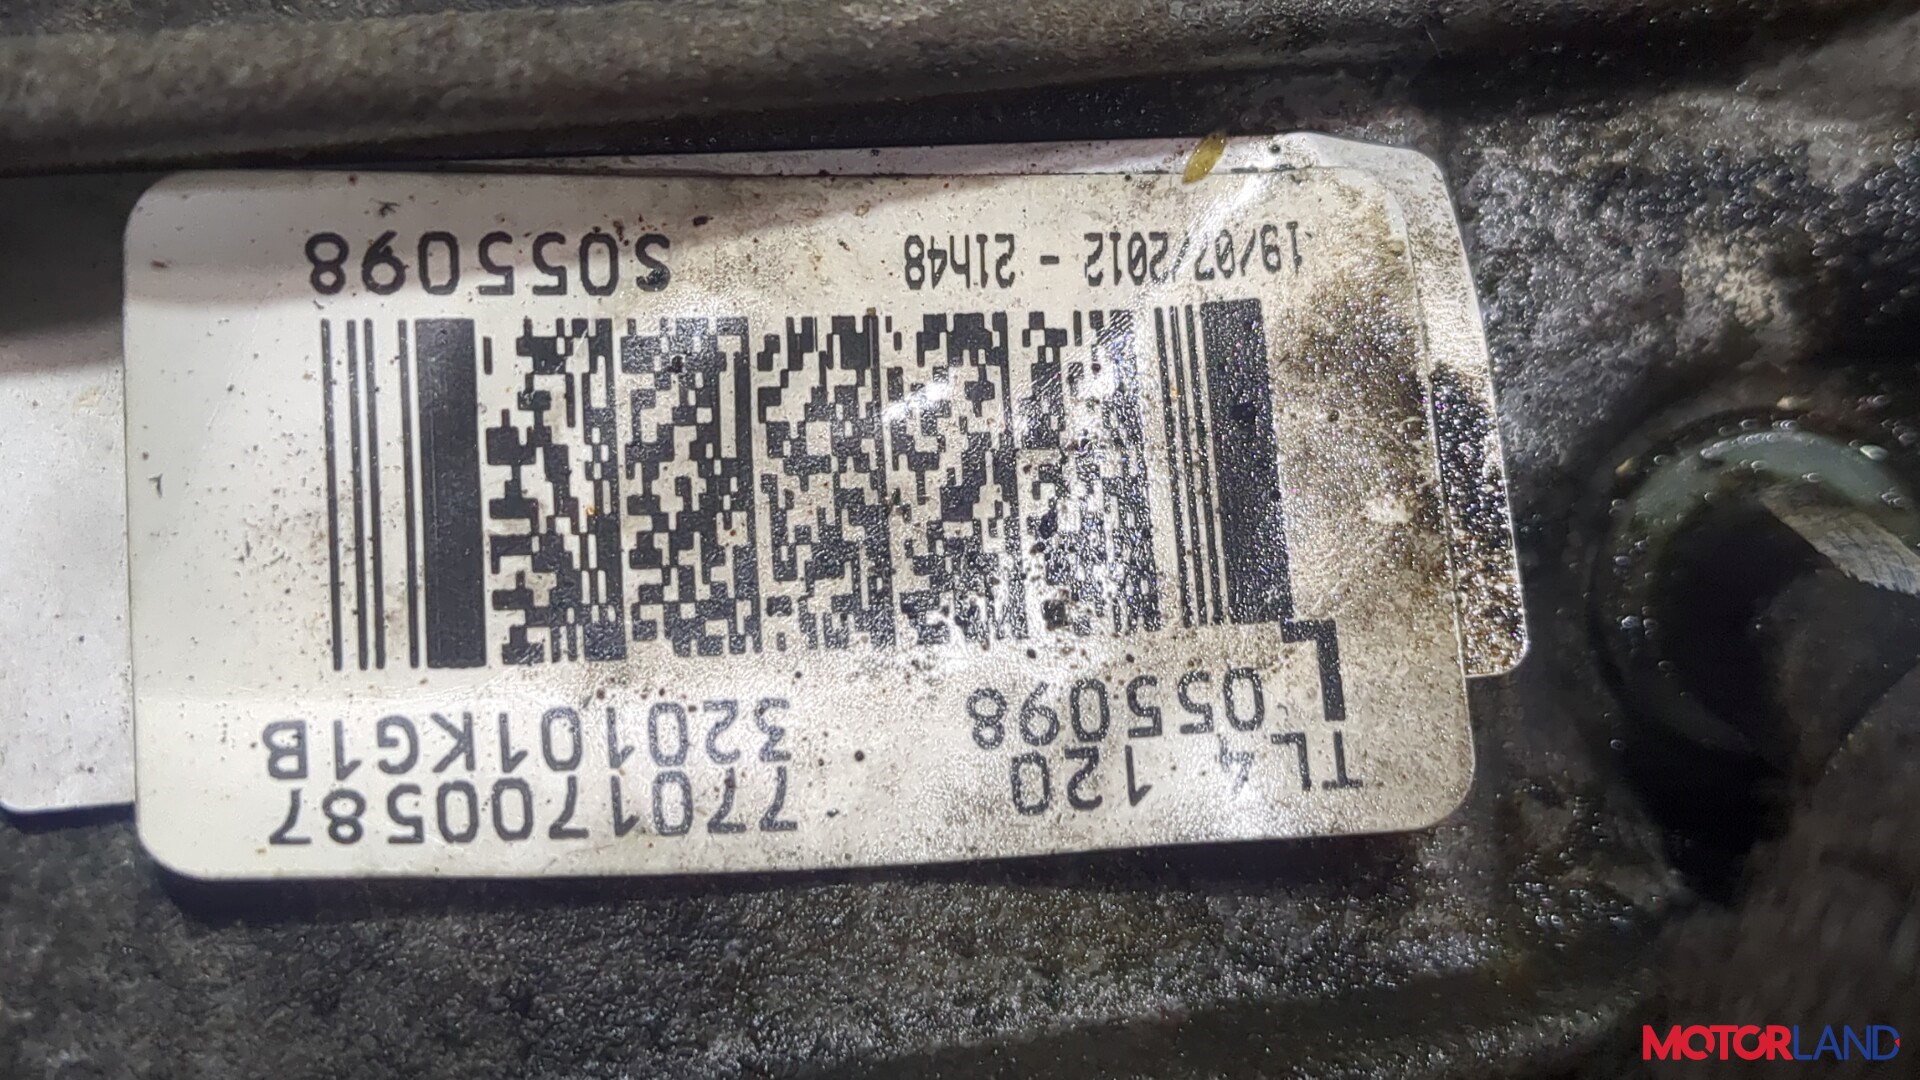 TL4 120 7701700587
L 055098 320101KG1B
19/07/2012 - 21h48 S055098
MOTORLAND